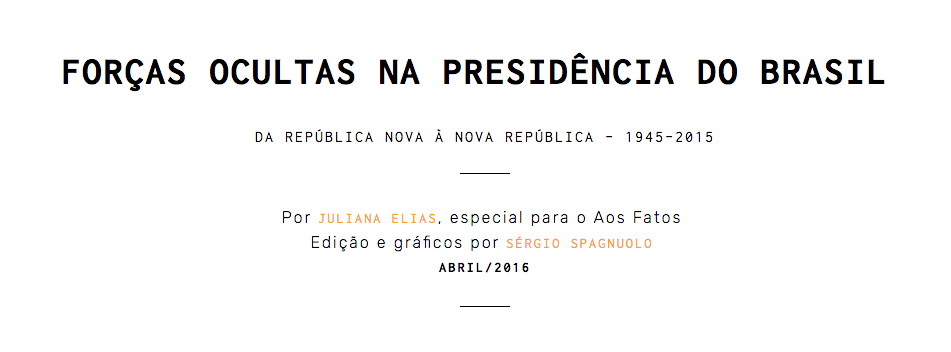 FORÇAS OCULTAS NA PRESIDÊNCIA DO BRASIL
DA REPÚBLICA NOVA À NOVA REPÚBLICA – 1945-2015
Por JULIANA ELIAS, especial para o Aos Fatos
Edição e gráficos por SÉRGIO SPAGNUOLO
ABRIL/2016